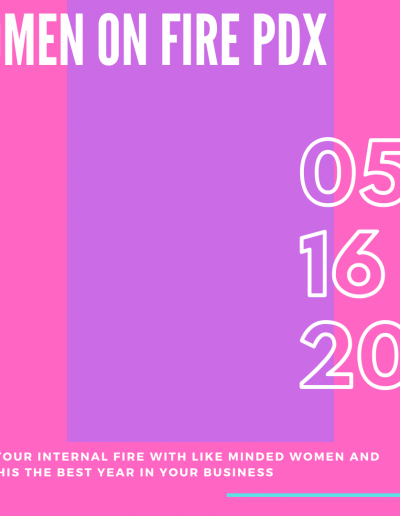 OMEN ON FIRE PDX
05
16
20
YOUR INTERNAL FIRE WITH LIKE MINDED WOMEN AND
HIS THE BEST YEAR IN YOUR BUSINESS